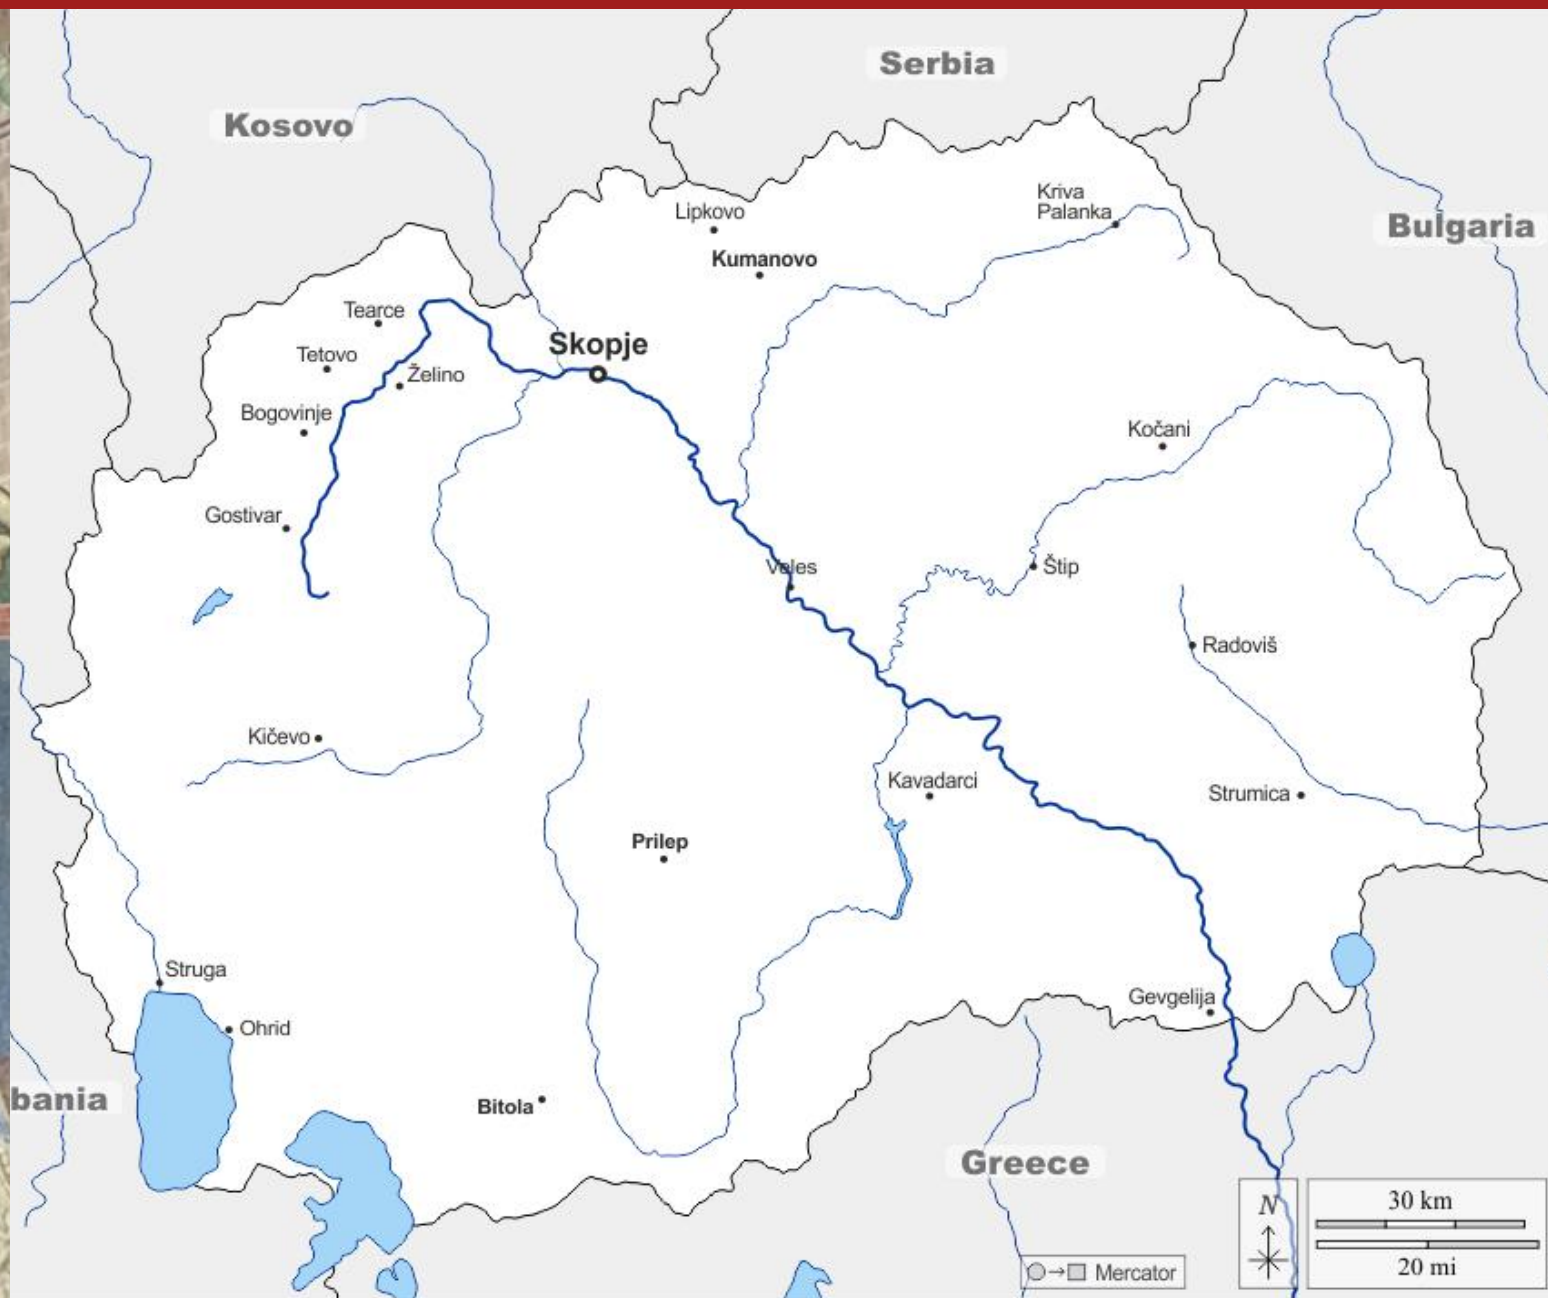 Serbia
Kosovo
Kriva
Palanka
Lipkovo
Bulgaria
Kumanovo
Tearce
Skopje
Tetovo
Želino
Bogovinje
Kočani
Gostivar
Veles
Štip
Radoviš
Kičevo
Kavadarci
Strumica
Prilep
Struga
Gevgelija
Ohrid
bania
Bitola
Greece
N
30 km
20 mi
Mercator